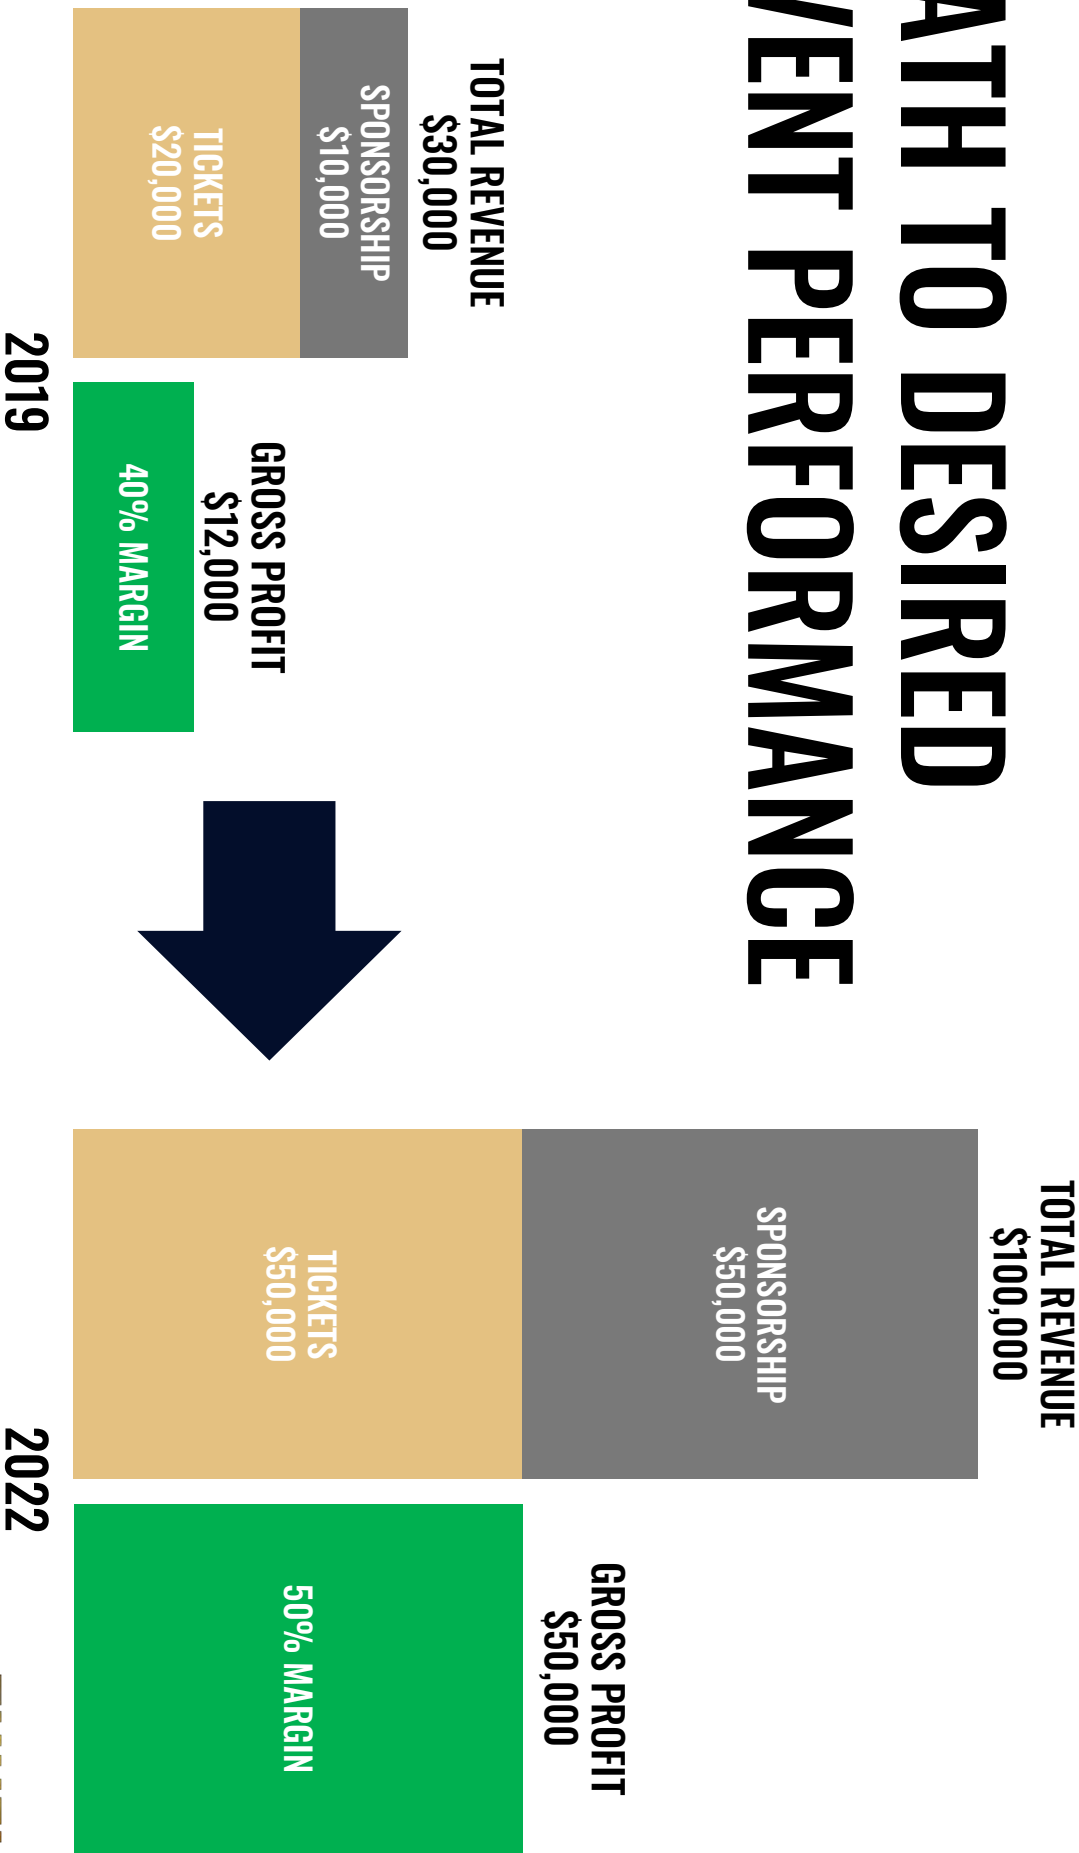 ATH TO DESIRED
VENT PERFORMANCE
TOTAL REVENUE
$30,000
SPONSORSHIP
$10,000
TICKETS
$20,000
GROSS PROFIT
$12,000
40% MARGIN
2019
TOTAL REVENUE
$100,000
SPONSORSHIP
$50,000
TICKETS
$50,000
GROSS PROFIT
$50,000
50% MARGIN
2022